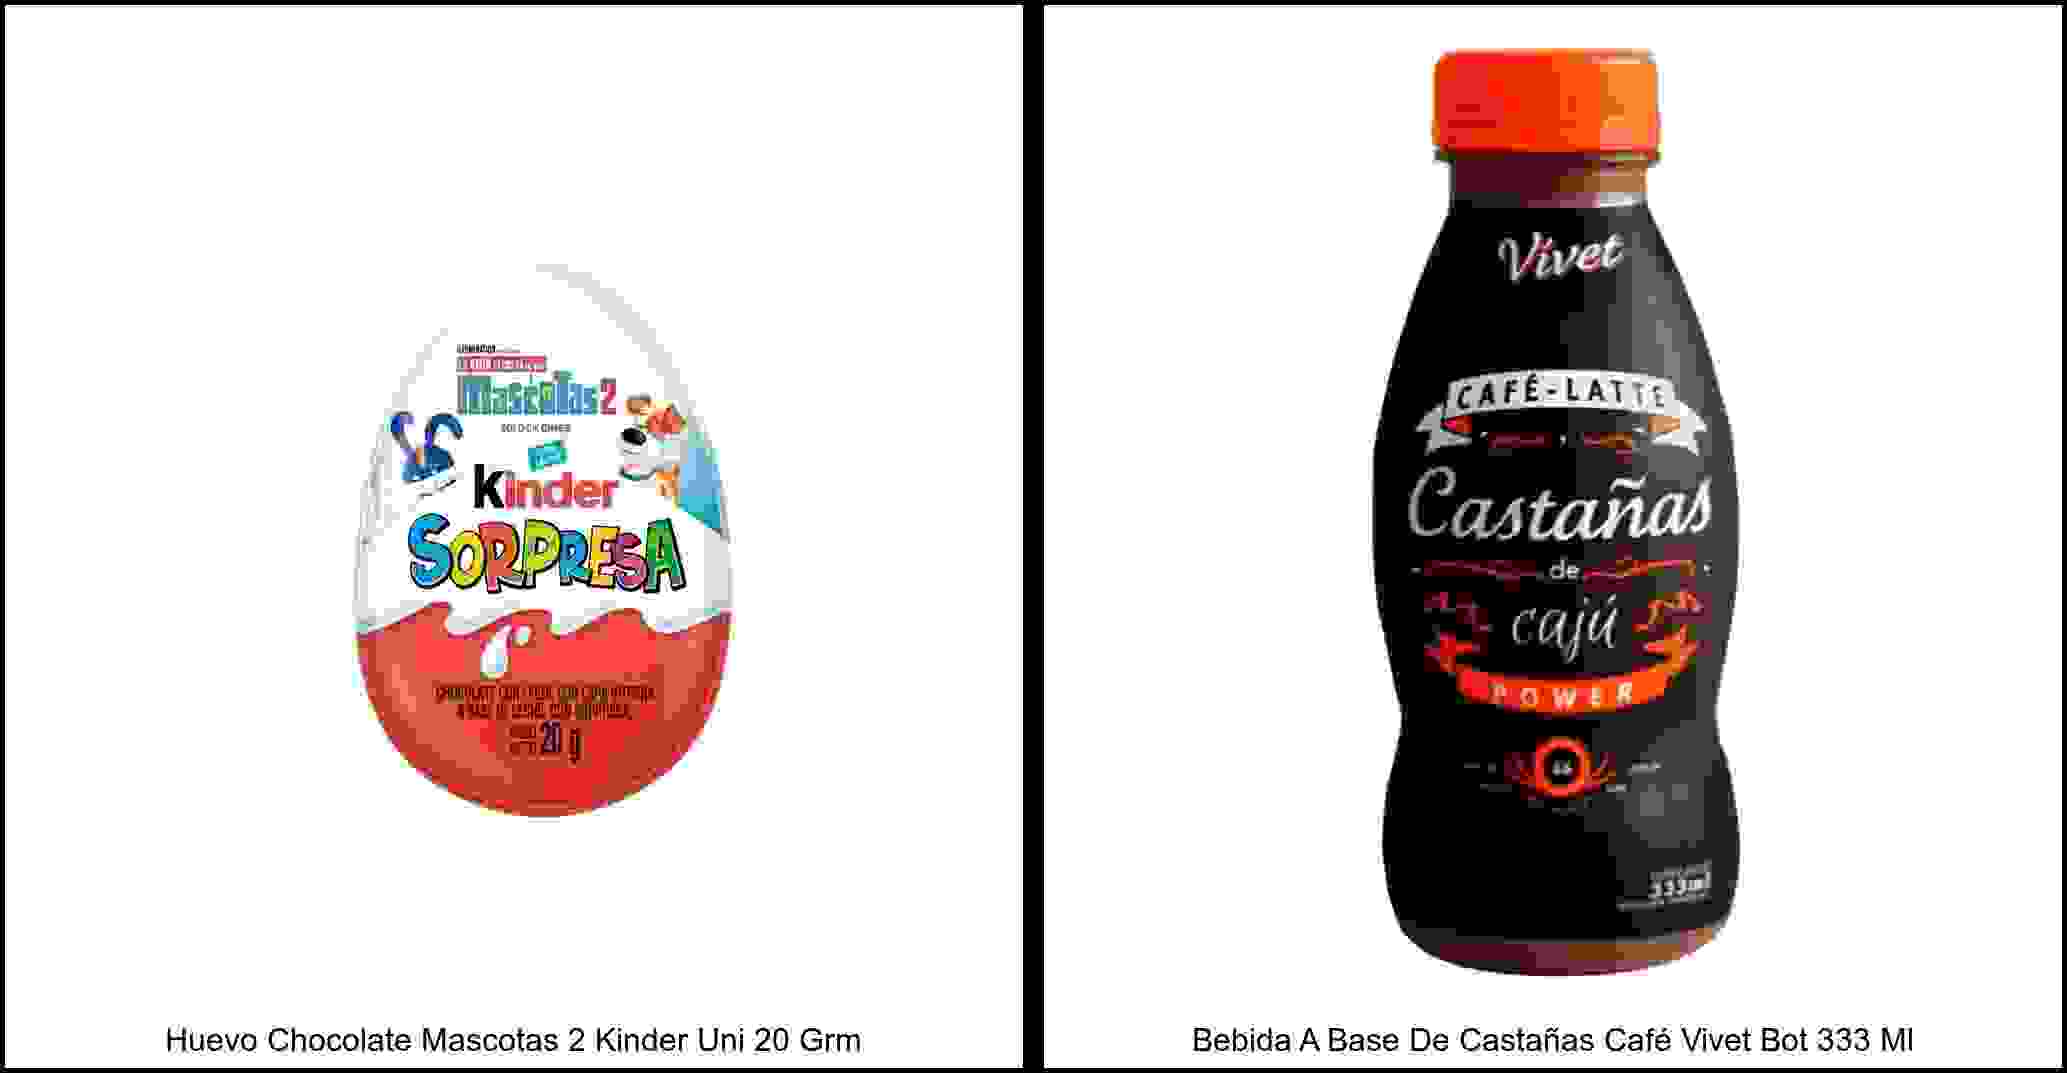 Mascotas 2
Kinder
SORPRESA
20 g
Huevo Chocolate Mascotas 2 Kinder Uni 20 Grm
Vivet
CAFÉ-LATTE
Castañas
de
cajú
POWER
333ml
Bebida A Base De Castañas Café Vivet Bot 333 Ml